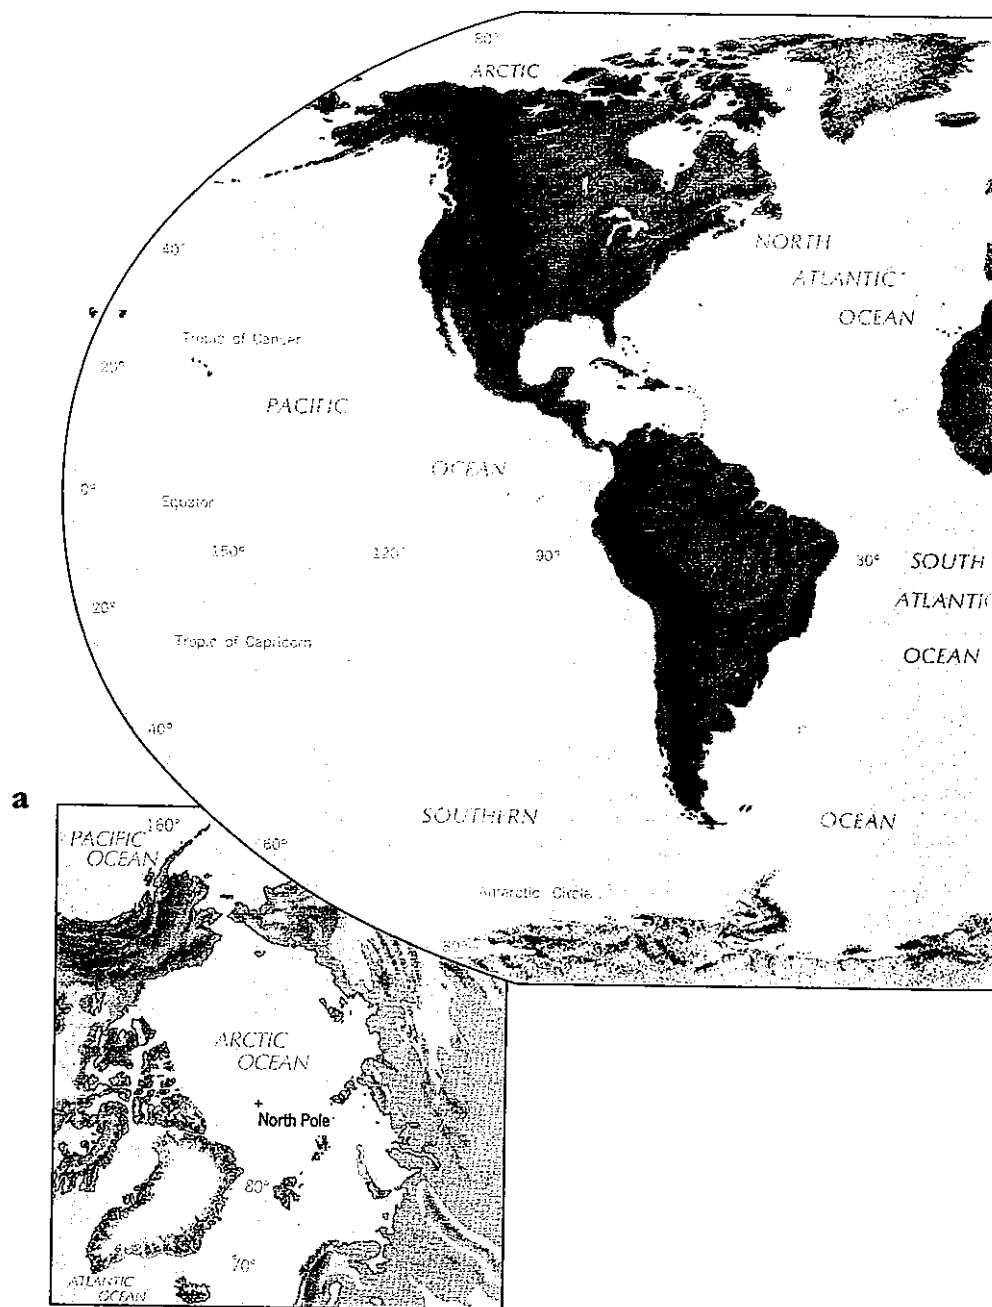 80°
ARCTIC
40°
NORTH
ATLANTIC
OCEAN
Tropic of Cancer
20°
PACIFIC
OCEAN
0°
Equator
150°
120°
90°
30°
SOUTH
ATLANTIC
20°
Tropic of Capricorn
OCEAN
40°
a
SOUTHERN
OCEAN
160°
PACIFIC
OCEAN
Antarctic Circle
80°
ARCTIC
OCEAN
North Pole
80°
70°
ATLANTIC
OCEAN